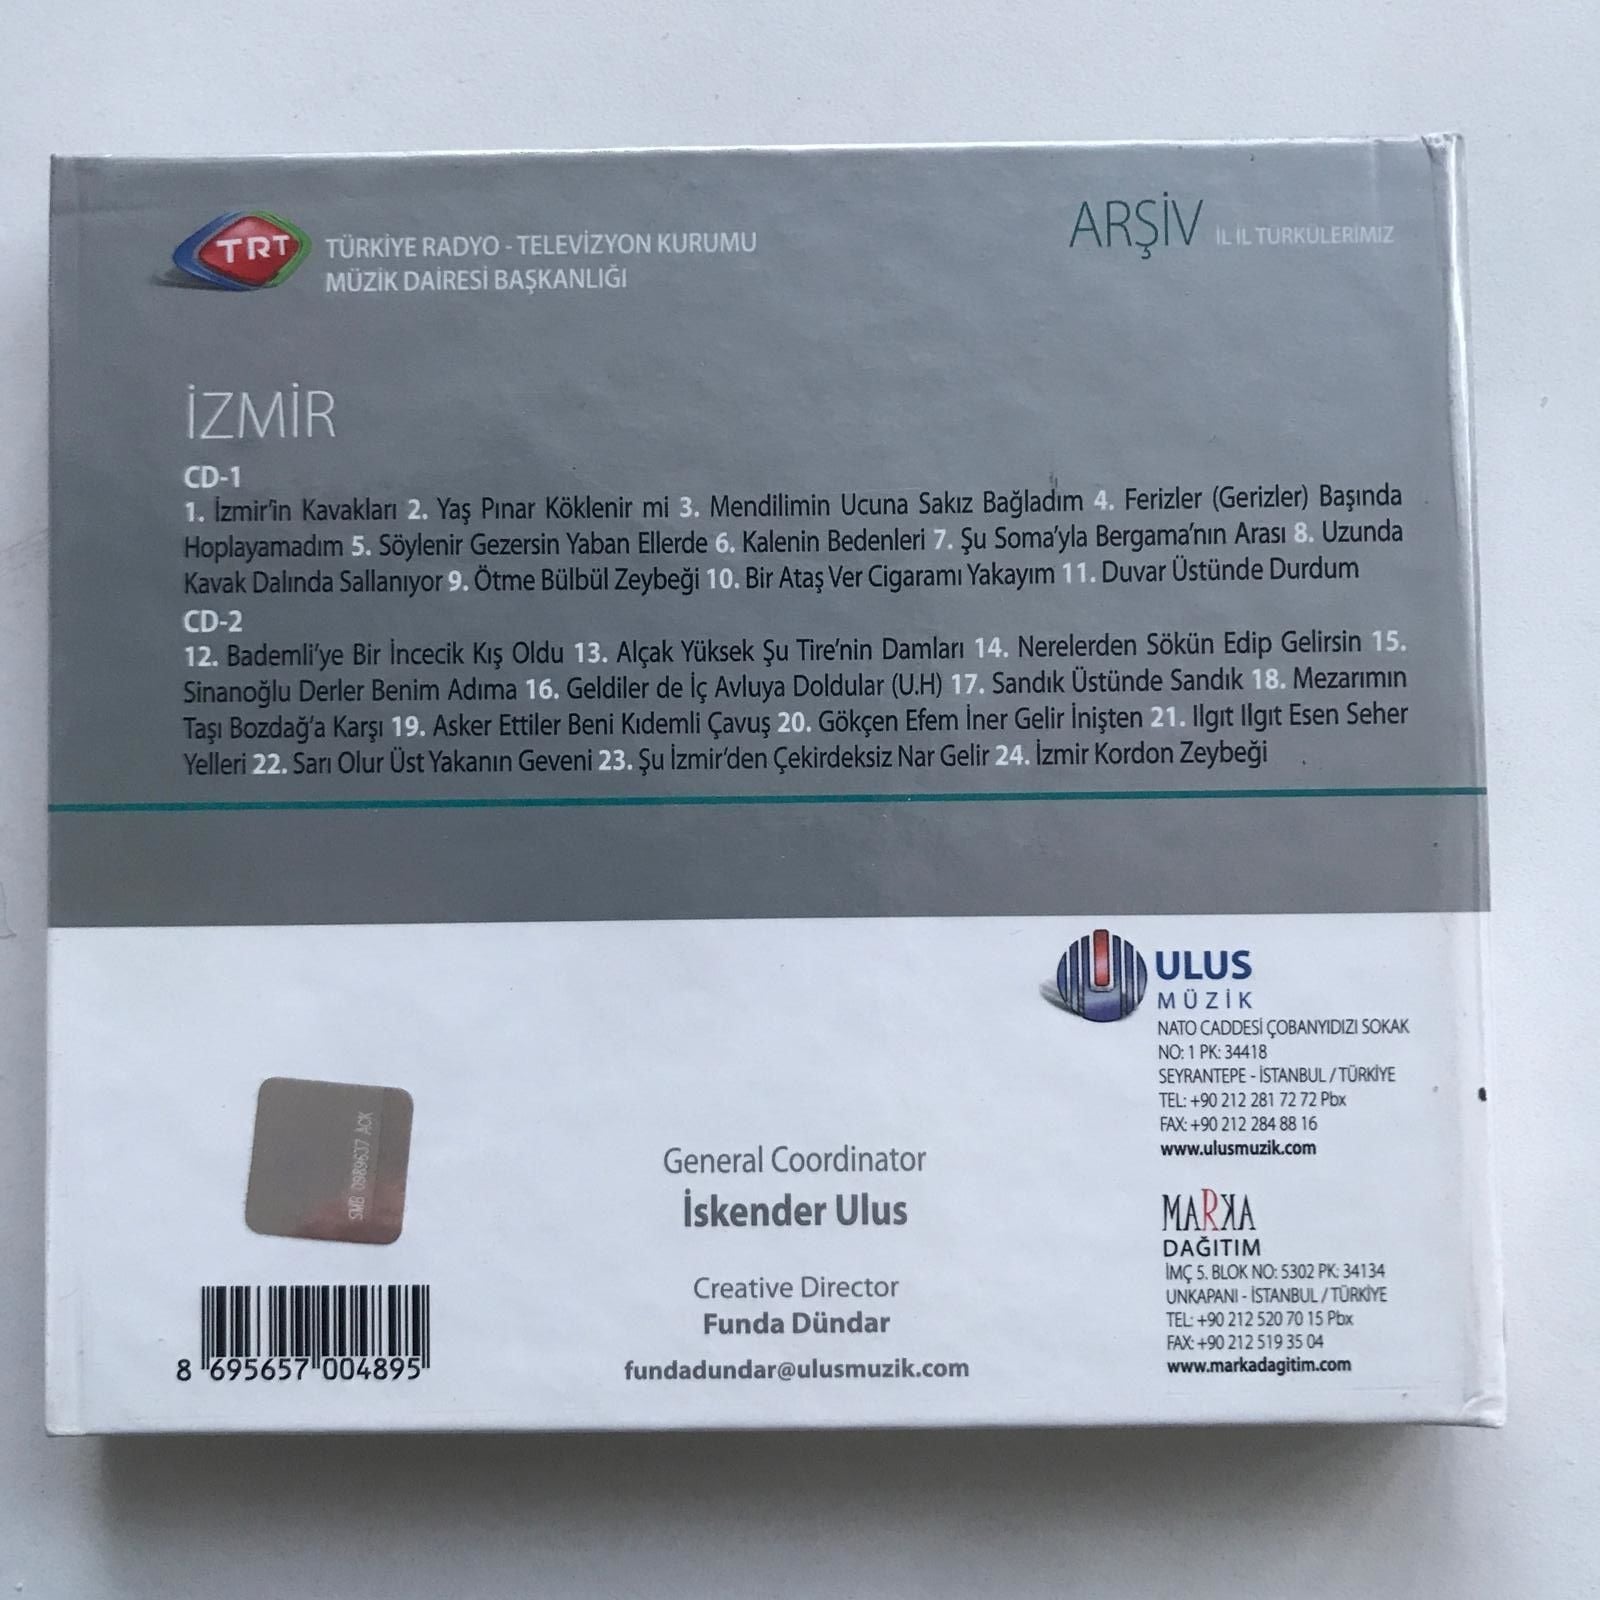 TRT
TÜRKİYE RADYO - TELEVİZYON KURUMU
MÜZİK DAİRESİ BAŞKANLIĞI
ARŞİV İL İL TÜRKÜLERİMİZ
İZMİR
CD-1
1. İzmir'in Kavakları 2. Yaş Pınar Köklenir mi 3. Mendilimin Ucuna Sakız Bağladım 4. Ferizler (Gerizler) Başında
Hoplayamadım 5. Söylenir Gezersin Yaban Ellerde 6. Kalenin Bedenleri 7. Şu Soma'yla Bergama'nın Arası 8. Uzunda
Kavak Dalında Sallanıyor 9. Ötme Bülbül Zeybeği 10. Bir Ataş Ver Cigaramı Yakayım 11. Duvar Üstünde Durdum
CD-2
12. Bademli'ye Bir İncecik Kış Oldu 13. Alçak Yüksek Şu Tire'nin Damları 14. Nerelerden Sökün Edip Gelirsin 15.
Sinanoğlu Derler Benim Adıma 16. Geldiler de İç Avluya Doldular (U.H) 17. Sandık Üstünde Sandık 18. Mezarımın
Taşı Bozdağ'a Karşı 19. Asker Ettiler Beni Kıdemli Çavuş 20. Gökçen Efem İner Gelir İnişten 21. Ilgıt Ilgıt Esen Seher
Yelleri 22. Sarı Olur Üst Yakanın Geveni 23. Şu İzmir'den Çekirdeksiz Nar Gelir 24. İzmir Kordon Zeybeği
ULUS
MÜZİK
NATO CADDESİ ÇOBANYIDIZI SOKAK
NO: 1 PK: 34418
SEYRANTEPE - İSTANBUL / TÜRKİYE
TEL: +90 212 281 72 72 Pbx
FAX: +90 212 284 88 16
www.ulusmuzik.com
MARKA
DAĞITIM
İMÇ 5. BLOK NO: 5302 PK: 34134
UNKAPANI - İSTANBUL / TÜRKİYE
TEL: +90 212 520 70 15 Pbx
FAX: +90 212 519 35 04
www.markadagitim.com
General Coordinator
İskender Ulus
Creative Director
Funda Dündar
fundadundar@ulusmuzik.com
SMB 0989637 ACK
8 695657 004895